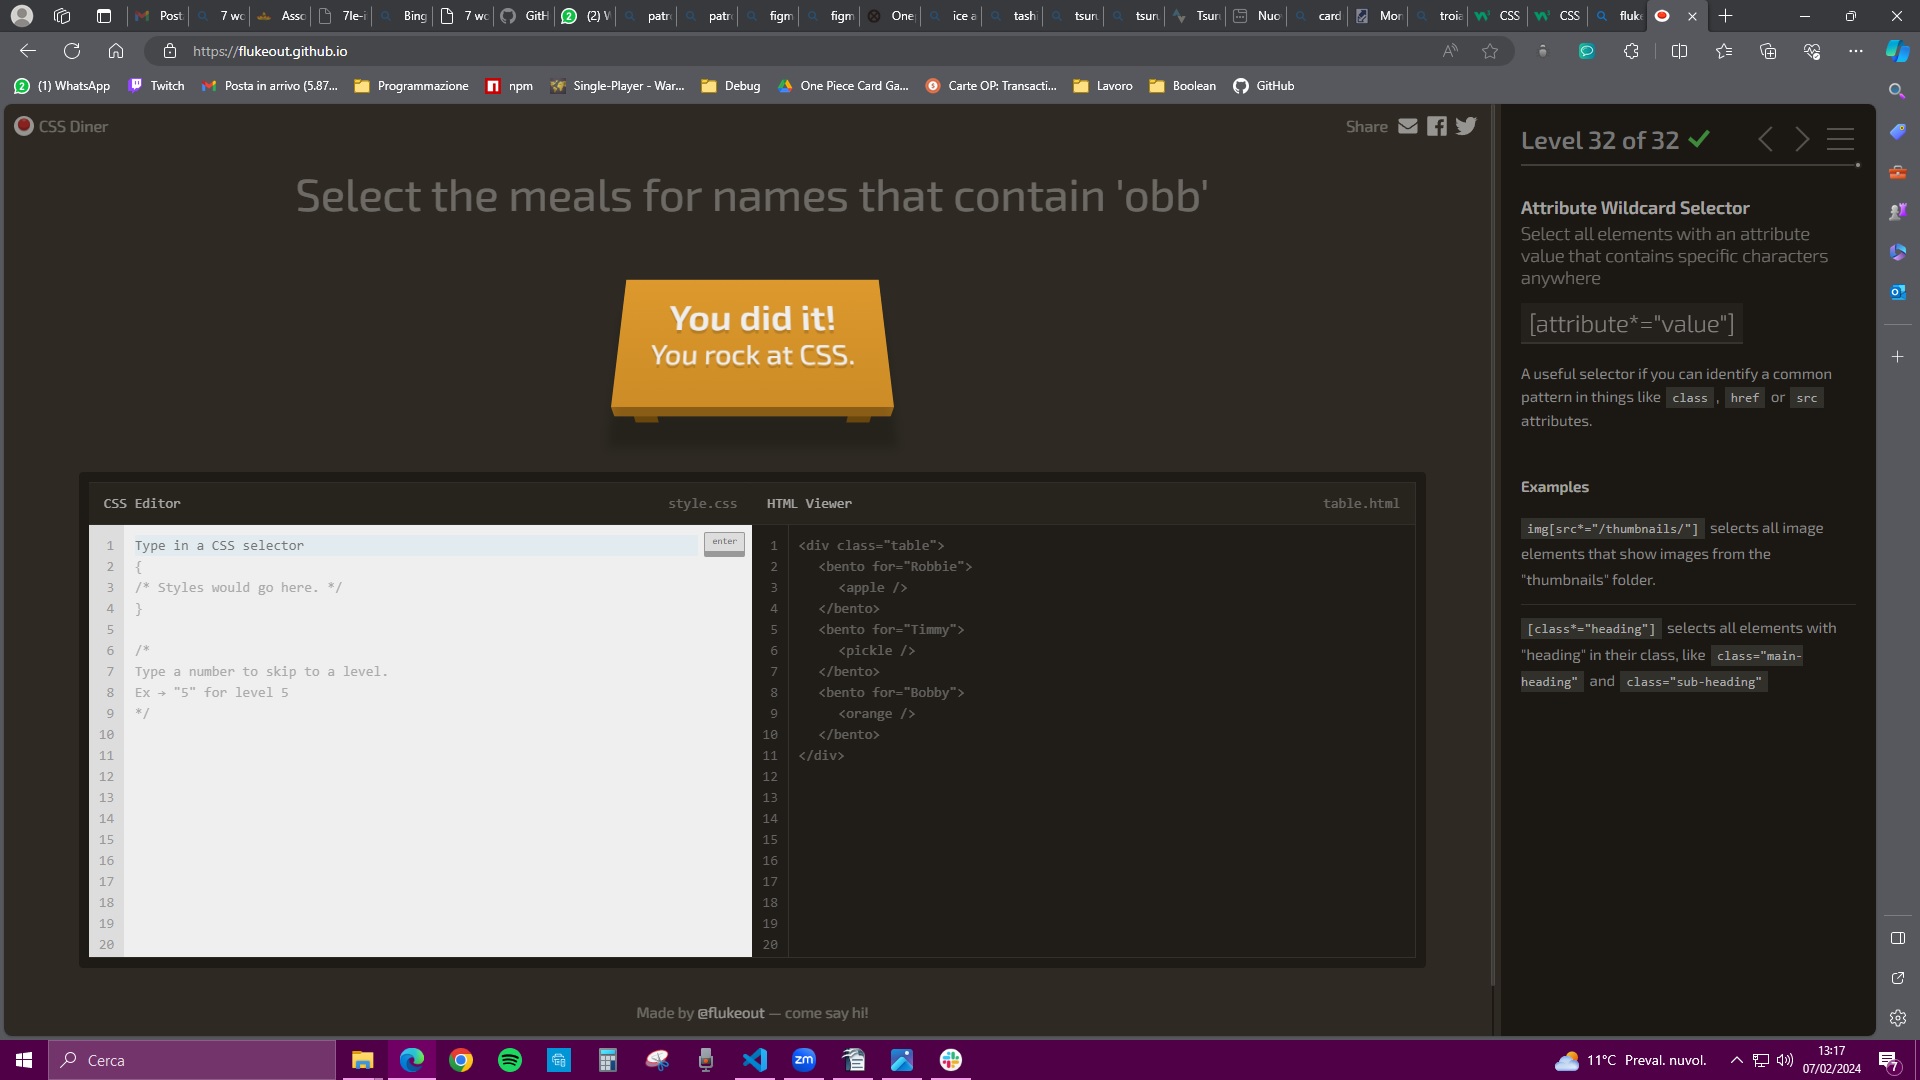 Post
7 wc
Asso
7le-i
Bing
7 wc
GitH
(2) W
patr
patr
figm
figm
One
ice a
tash
tsur
tsur
Tsun
Nuo
card
Mon
troia
CSS
CSS
fluke
https://flukeout.github.io
(1) WhatsApp
Twitch
Posta in arrivo (5.87...
Programmazione
npm
Single-Player - War...
Debug
One Piece Card Ga...
Carte OP: Transacti...
Lavoro
Boolean
GitHub
CSS Diner
Share
Select the meals for names that contain 'obb'
You did it!
You rock at CSS.
CSS Editor
style.css
1 Type in a CSS selector
enter
2 {
3 /* Styles would go here. */
4 }
5
6 /*
7 Type a number to skip to a level.
8 Ex → "5" for level 5
9 */
10
11
12
13
14
15
16
17
18
19
20
HTML Viewer
table.html
1 <div class="table">
2 <bento for="Robbie">
3 <apple />
4 </bento>
5 <bento for="Timmy">
6 <pickle />
7 </bento>
8 <bento for="Bobby">
9 <orange />
10 </bento>
11 </div>
12
13
14
15
16
17
18
19
20
Made by @flukeout — come say hi!
Level 32 of 32
Attribute Wildcard Selector
Select all elements with an attribute
value that contains specific characters
anywhere
[attribute*="value"]
A useful selector if you can identify a common
pattern in things like class , href or src
attributes.
Examples
img[src*="/thumbnails/"] selects all image
elements that show images from the
"thumbnails" folder.
[class*="heading"] selects all elements with
"heading" in their class, like class="main-
heading" and class="sub-heading"
Cerca
zm
11°C Preval. nuvol.
13:17
07/02/2024
7